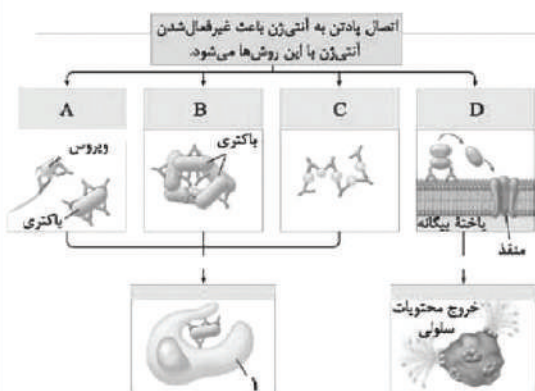 اتصال پادتن به آنتی‌ژن باعث غیرفعال‌شدن
آنتی‌ژن با این روش‌ها می‌شود.
A
B
C
D
ویروس
باکتری
باکتری
یاختهٔ بیگانه
منفذ
خروج محتویات
سلولی
أ